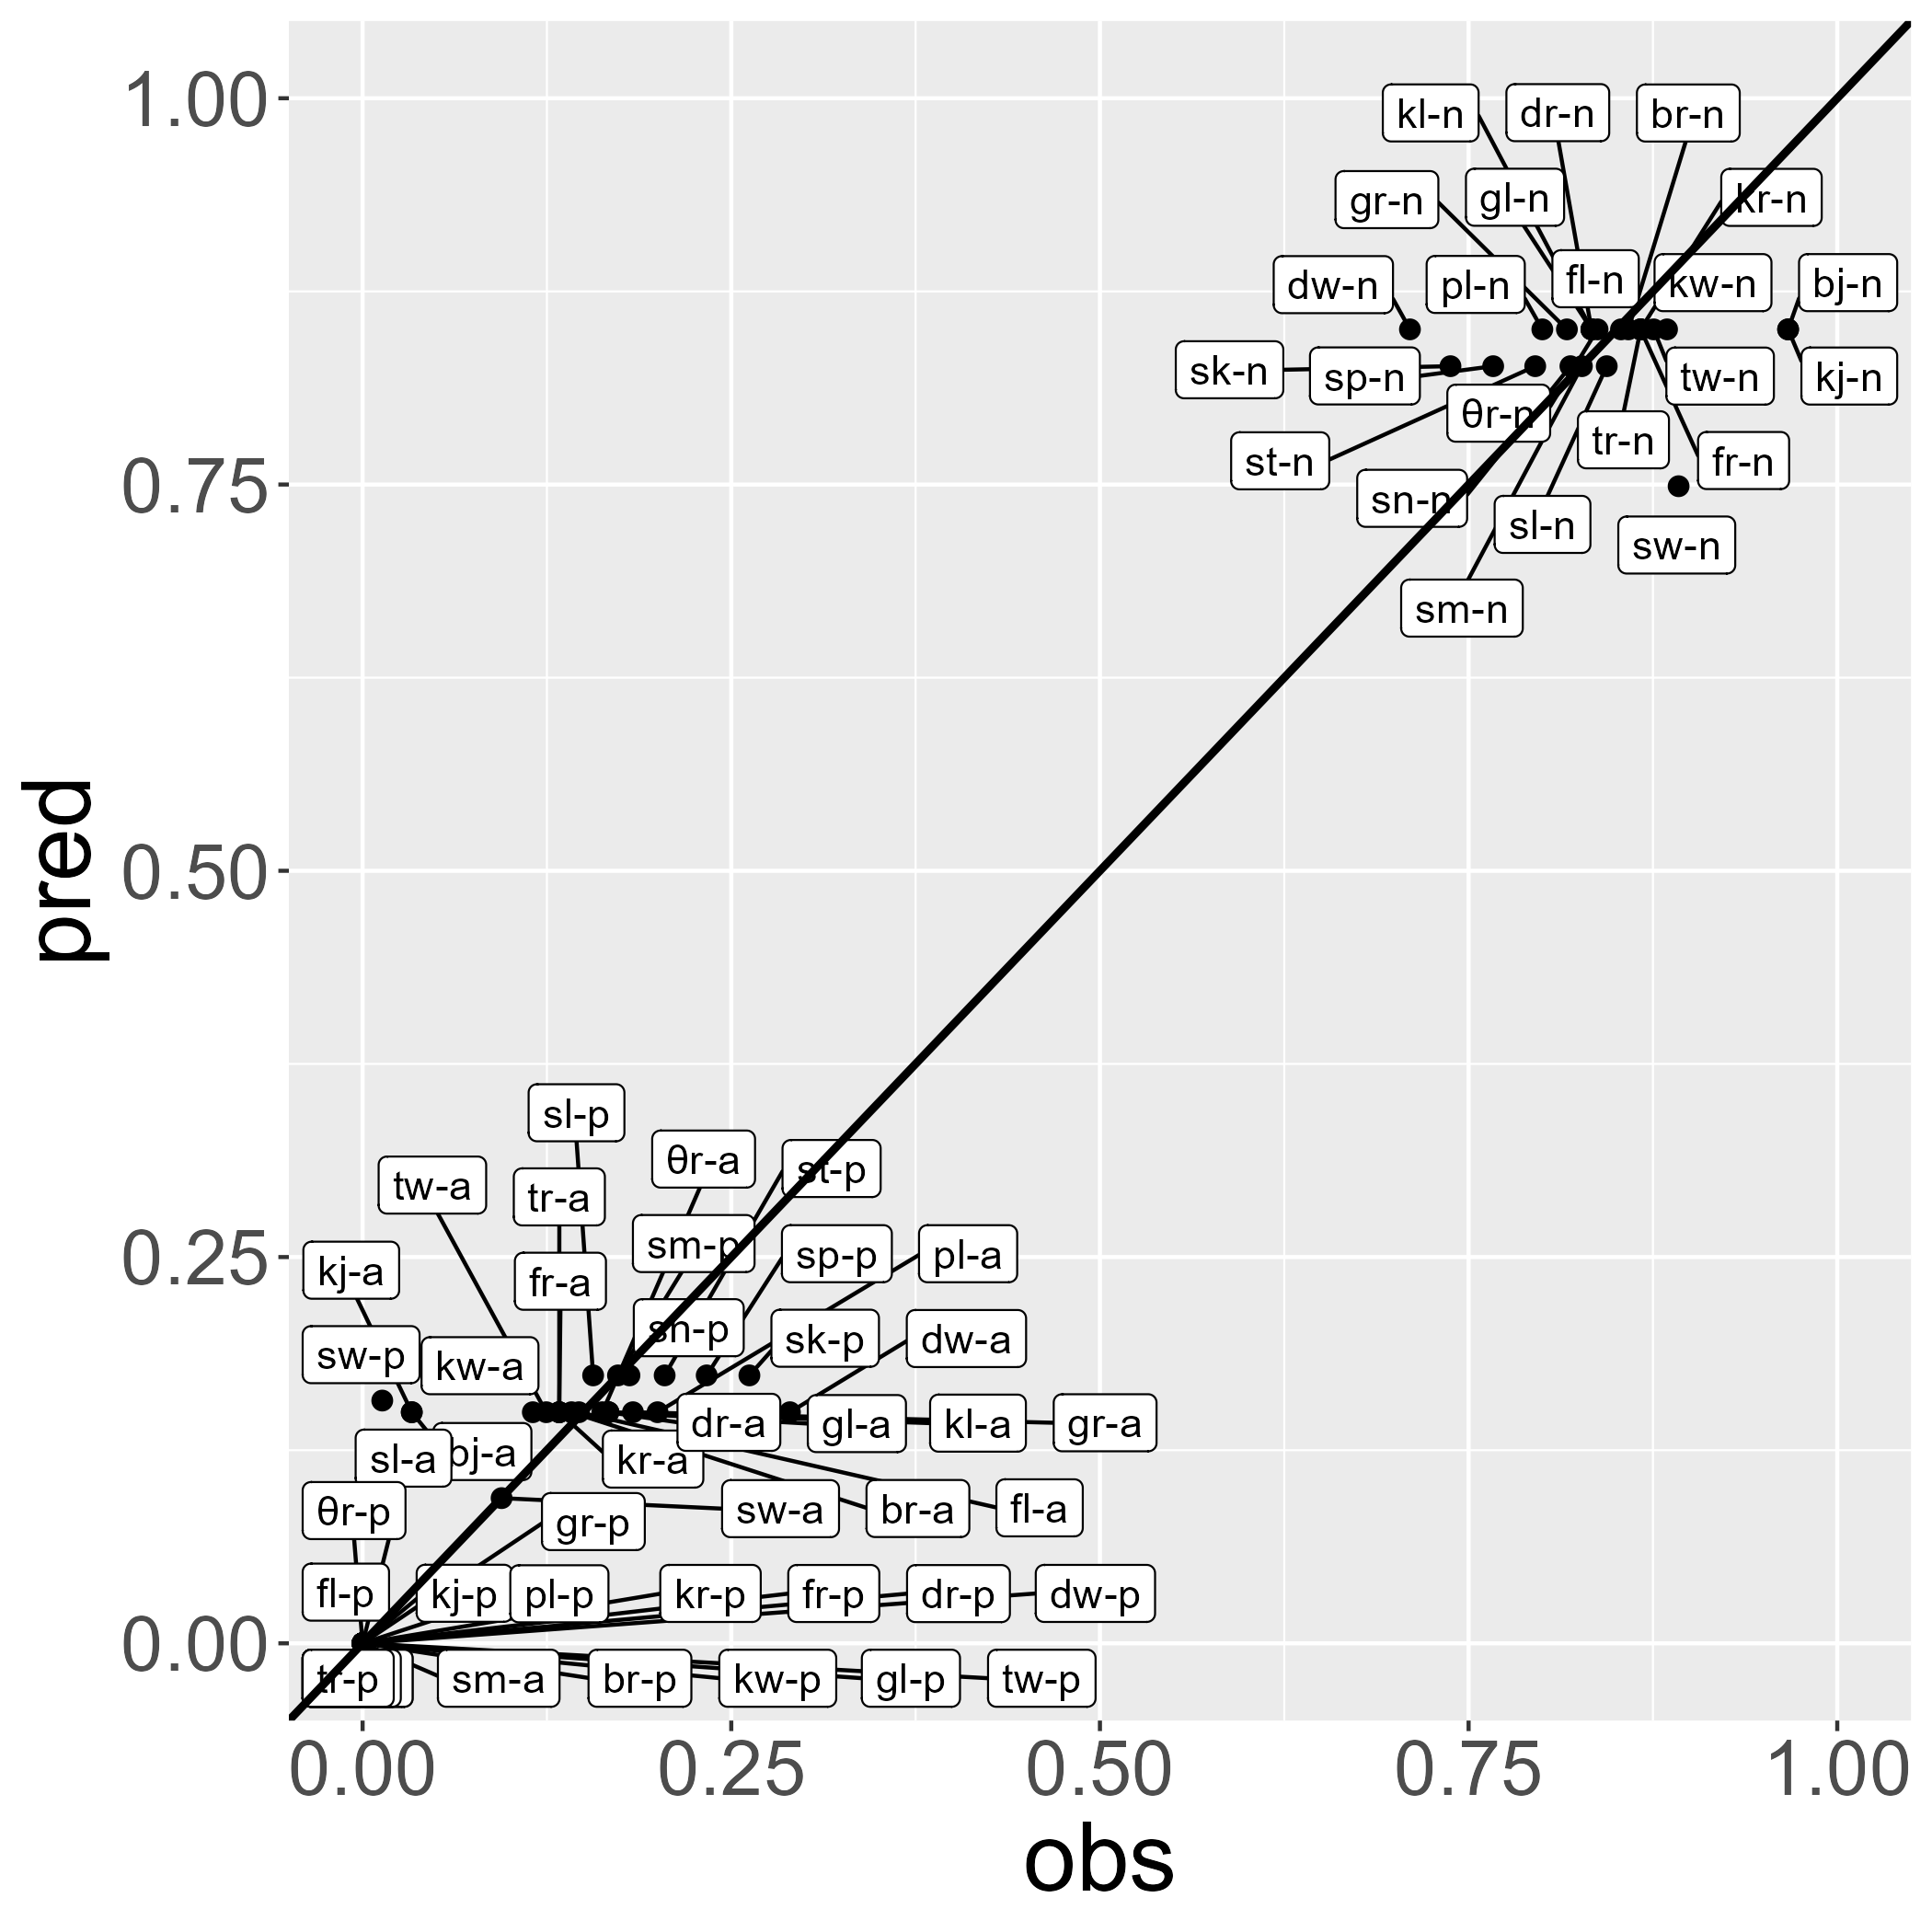 1.00
0.75
0.50
0.25
0.00
pred
kl-n
dr-n
br-n
gr-n
gl-n
kr-n
dw-n
pl-n
fl-n
kw-n
bj-n
sk-n
sp-n
tw-n
kj-n
θr-n
st-n
tr-n
fr-n
sn-n
sl-n
sw-n
sm-n
sl-p
θr-a
st-p
tw-a
tr-a
sm-p
sp-p
pl-a
kj-a
fr-a
sn-p
sk-p
dw-a
sw-p
kw-a
dr-a
gl-a
kl-a
gr-a
sl-a
bj-a
kr-a
θr-p
gr-p
sw-a
br-a
fl-a
fl-p
kj-p
pl-p
kr-p
fr-p
dr-p
dw-p
tr-p
sm-a
br-p
kw-p
gl-p
tw-p
0.00
0.25
0.50
0.75
1.00
obs